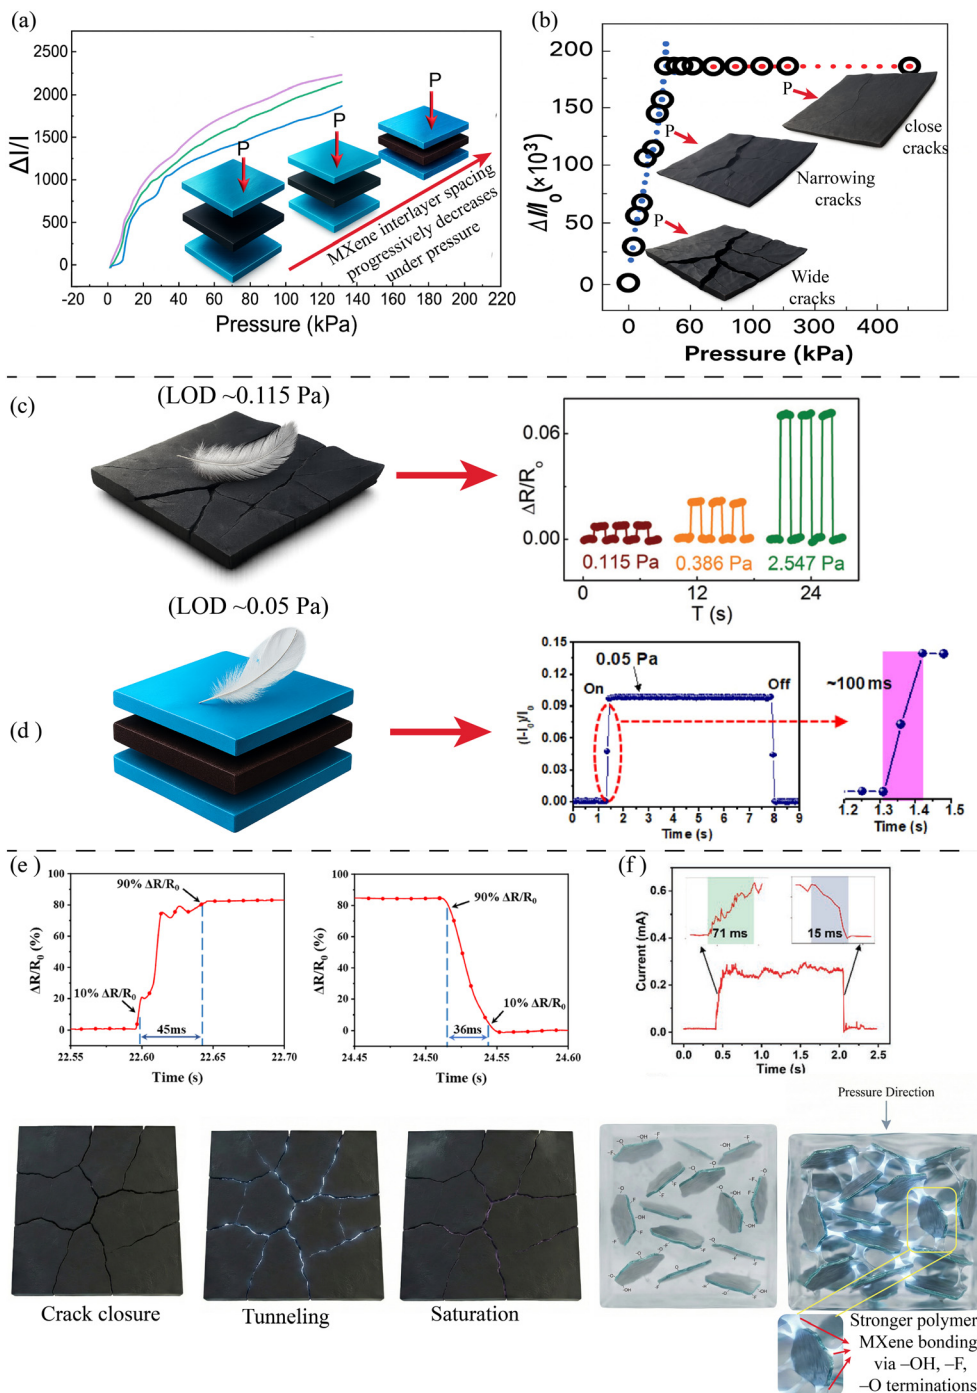 (a)
ΔI/I
2500
2000
1500
1000
500
0
-20 0 20 40 60 80 100 120 140 160 180 200 220
Pressure (kPa)
P
P
P
MXene interlayer spacing
progressively decreases
under pressure
(b)
ΔI/I₀ (×10³)
200
150
100
50
0
0 60 100 300 400
Pressure (kPa)
P
close
cracks
P
Narrowing
cracks
P
Wide
cracks
(c)
(LOD ~0.115 Pa)
ΔR/Rₒ
0.06
0.00
0.115 Pa 0.386 Pa 2.547 Pa
0 12 24
T (s)
(d )
(LOD ~0.05 Pa)
(I-I₀)/I₀
0.15
0.12
0.09
0.06
0.03
0.00
0.05 Pa
On
Off
0 1 2 3 4 5 6 7 8 9
Time (s)
~100 ms
1.2 1.3 1.4 1.5
Time (s)
(e )
ΔR/R₀ (%)
100
80
60
40
20
0
90% ΔR/R₀
10% ΔR/R₀
45ms
22.55 22.60 22.65 22.70
Time (s)
ΔR/R₀ (%)
100
80
60
40
20
0
90% ΔR/R₀
10% ΔR/R₀
36ms
24.45 24.50 24.55 24.60
Time (s)
(f )
Current (mA)
0.6
0.4
0.2
0.0
71 ms
15 ms
0.0 0.5 1.0 1.5 2.0 2.5
Time (s)
Crack closure
Tunneling
Saturation
Pressure Direction
Stronger polymer
MXene bonding
via –OH, –F,
–O terminations